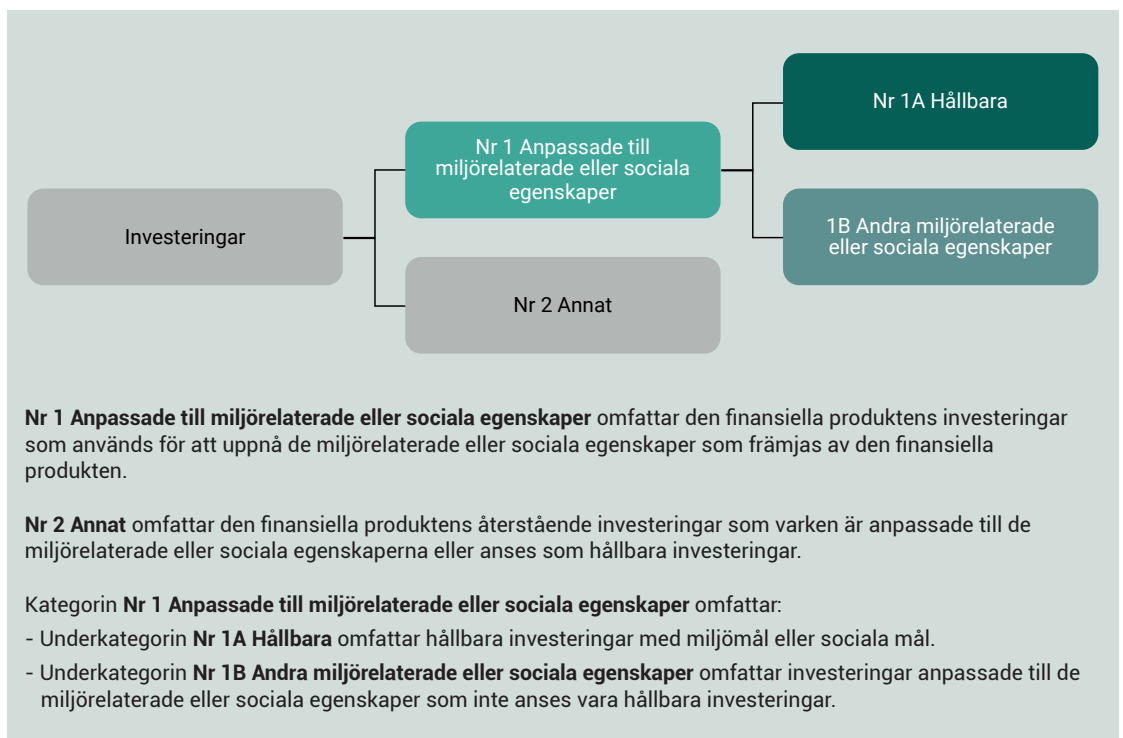 Nr 1A Hållbara
Nr 1 Anpassade till
miljörelaterade eller sociala
egenskaper
Investeringar
1B Andra miljörelaterade
eller sociala egenskaper
Nr 2 Annat
Nr 1 Anpassade till miljörelaterade eller sociala egenskaper omfattar den finansiella produktens investeringar
som används för att uppnå de miljörelaterade eller sociala egenskaper som främjas av den finansiella
produkten.
Nr 2 Annat omfattar den finansiella produktens återstående investeringar som varken är anpassade till de
miljörelaterade eller sociala egenskaperna eller anses som hållbara investeringar.
Kategorin Nr 1 Anpassade till miljörelaterade eller sociala egenskaper omfattar:
- Underkategorin Nr 1A Hållbara omfattar hållbara investeringar med miljömål eller sociala mål.
- Underkategorin Nr 1B Andra miljörelaterade eller sociala egenskaper omfattar investeringar anpassade till de
miljörelaterade eller sociala egenskaper som inte anses vara hållbara investeringar.